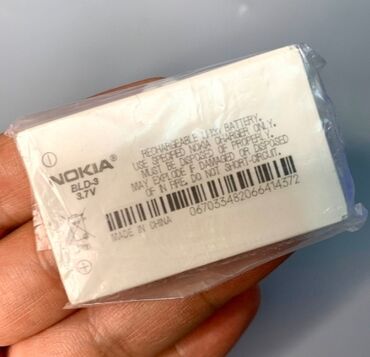 NOKIA®
BLD-3
3.7V
RECHARGEABLE Li-Ion BATTERY.
USE SPECIFIED NOKIA CHARGER ONLY.
MUST BE DISPOSED OF PROPERLY.
MAY EXPLODE IF DAMAGED OR DISPOSED
OF IN FIRE. DO NOT SHORT-CIRCUIT.
MADE IN CHINA
067033482066414372